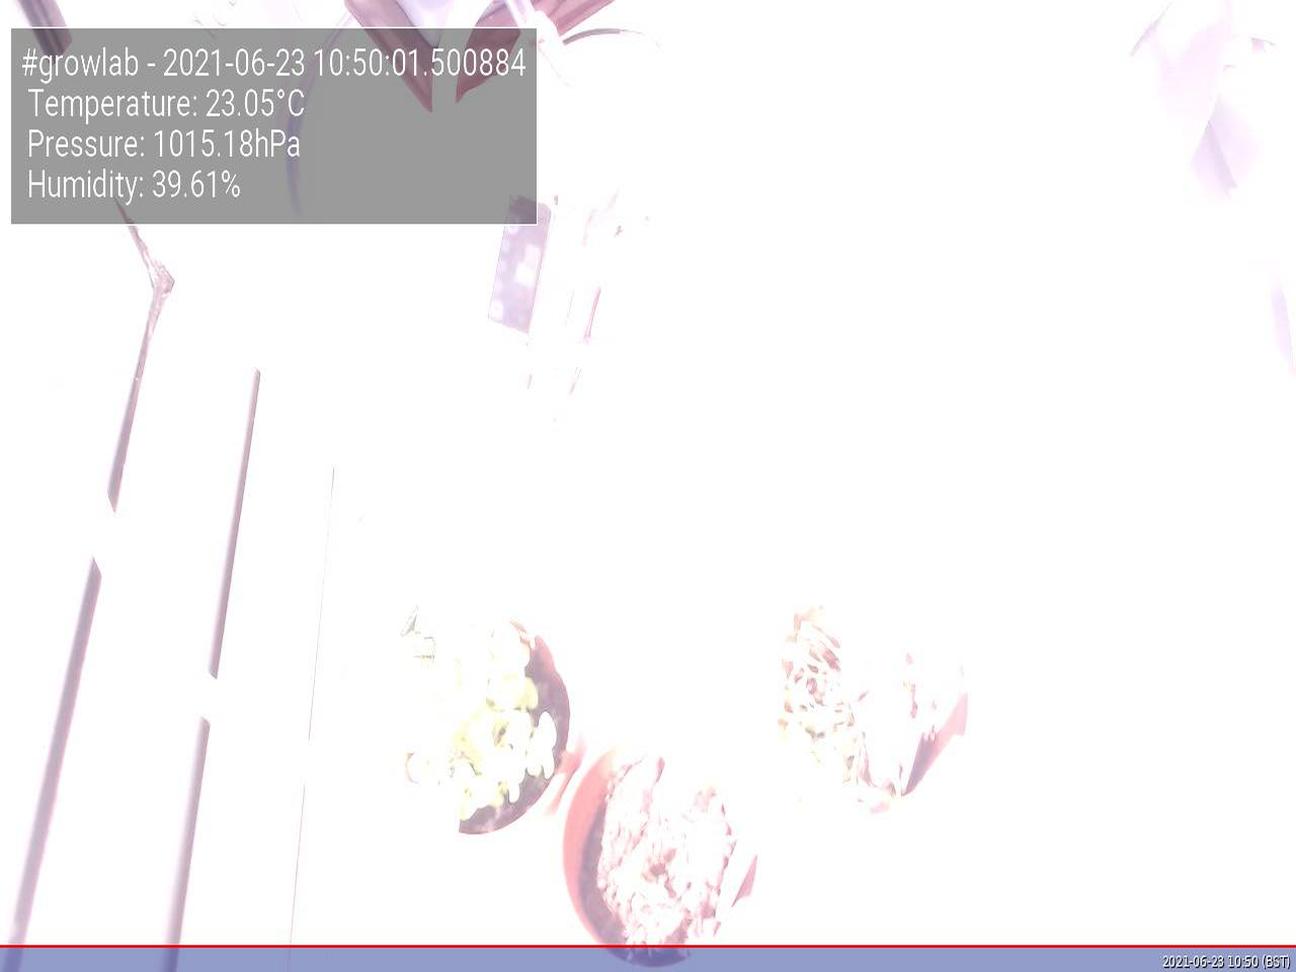 #growlab - 2021-06-23 10:50:01.500884
Temperature: 23.05°C
Pressure: 1015.18hPa
Humidity: 39.61%
2021-06-23 10:50 (BST)